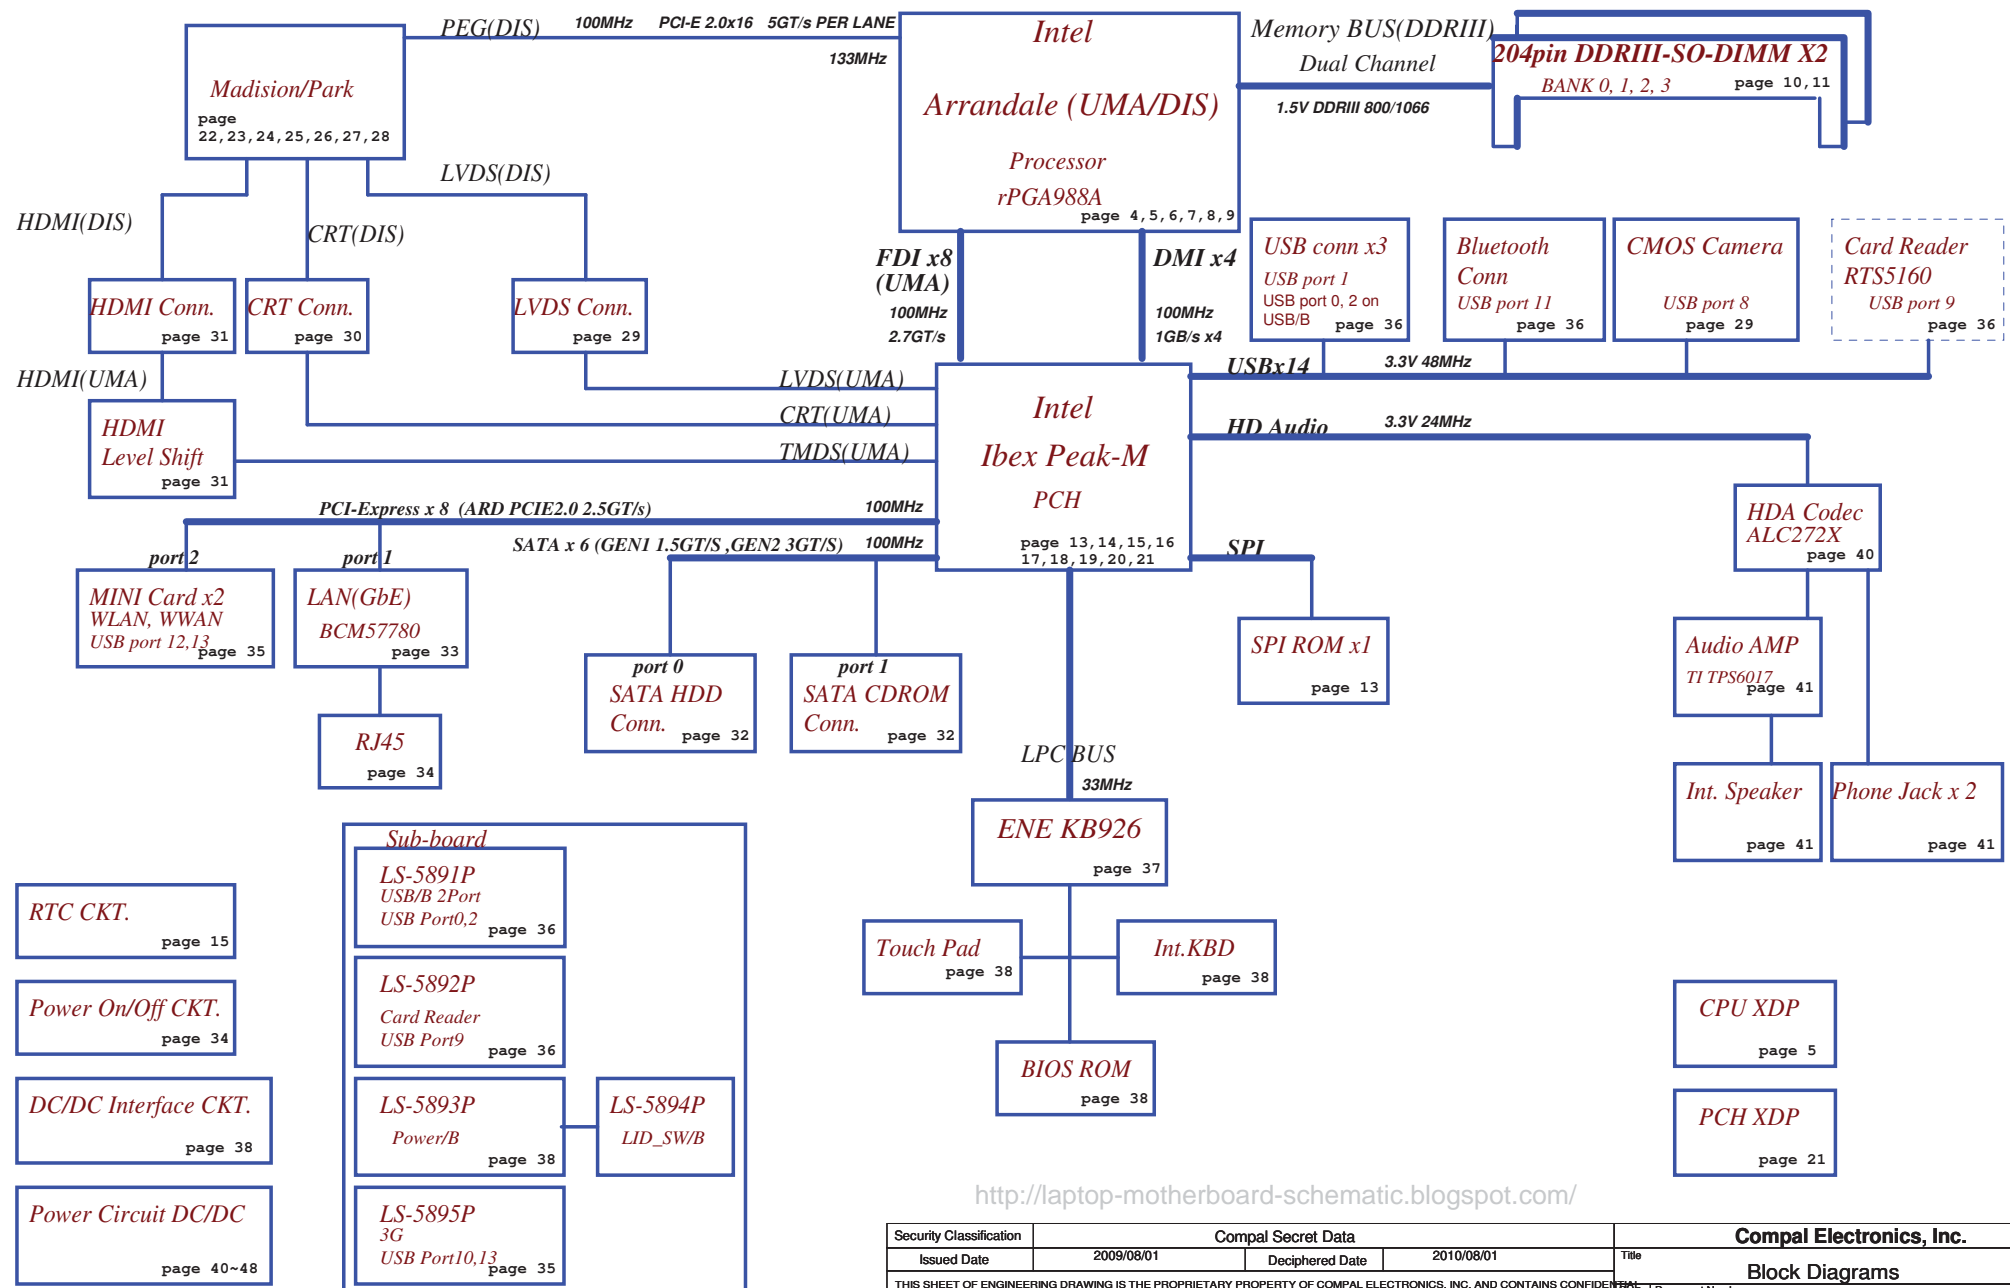 PEG(DIS)
100MHz PCI-E 2.0x16 5GT/s PER LANE
133MHz
Intel
Arrandale (UMA/DIS)
Processor
rPGA988A
page 4,5,6,7,8,9
Memory BUS(DDRIII)
Dual Channel
1.5V DDRIII 800/1066
204pin DDRIII-SO-DIMM X2
BANK 0, 1, 2, 3
page 10,11
Madision/Park
page
22,23,24,25,26,27,28
HDMI(DIS)
CRT(DIS)
LVDS(DIS)
HDMI Conn.
page 31
CRT Conn.
page 30
LVDS Conn.
page 29
HDMI(UMA)
HDMI
Level Shift
page 31
LVDS(UMA)
CRT(UMA)
TMDS(UMA)
FDI x8
(UMA)
100MHz
2.7GT/s
DMI x4
100MHz
1GB/s x4
USB conn x3
USB port 1
USB port 0, 2 on
USB/B
page 36
Bluetooth
Conn
USB port 11
page 36
CMOS Camera
USB port 8
page 29
Card Reader
RTS5160
USB port 9
page 36
USBx14
3.3V 48MHz
HD Audio
3.3V 24MHz
Intel
Ibex Peak-M
PCH
page 13,14,15,16
17,18,19,20,21
SPI
PCI-Express x 8 (ARD PCIE2.0 2.5GT/s)
100MHz
SATA x 6 (GEN1 1.5GT/S ,GEN2 3GT/S)
100MHz
port 2
MINI Card x2
WLAN, WWAN
USB port 12,13
page 35
port 1
LAN(GbE)
BCM57780
page 33
RJ45
page 34
port 0
SATA HDD
Conn.
page 32
port 1
SATA CDROM
Conn.
page 32
SPI ROM x1
page 13
HDA Codec
ALC272X
page 40
Audio AMP
TI TPS6017
page 41
Int. Speaker
page 41
Phone Jack x 2
page 41
LPC BUS
33MHz
ENE KB926
page 37
Touch Pad
page 38
Int.KBD
page 38
BIOS ROM
page 38
Sub-board
LS-5891P
USB/B 2Port
USB Port0,2
page 36
LS-5892P
Card Reader
USB Port9
page 36
LS-5893P
Power/B
page 38
LS-5894P
LID_SW/B
LS-5895P
3G
USB Port10,13
page 35
RTC CKT.
page 15
Power On/Off CKT.
page 34
DC/DC Interface CKT.
page 38
Power Circuit DC/DC
page 40~48
CPU XDP
page 5
PCH XDP
page 21
http://laptop-motherboard-schematic.blogspot.com/
Security Classification
Compal Secret Data
Compal Electronics, Inc.
Issued Date
2009/08/01
Deciphered Date
2010/08/01
Title
Block Diagrams
THIS SHEET OF ENGINEERING DRAWING IS THE PROPRIETARY PROPERTY OF COMPAL ELECTRONICS, INC. AND CONTAINS CONFIDENTIAL